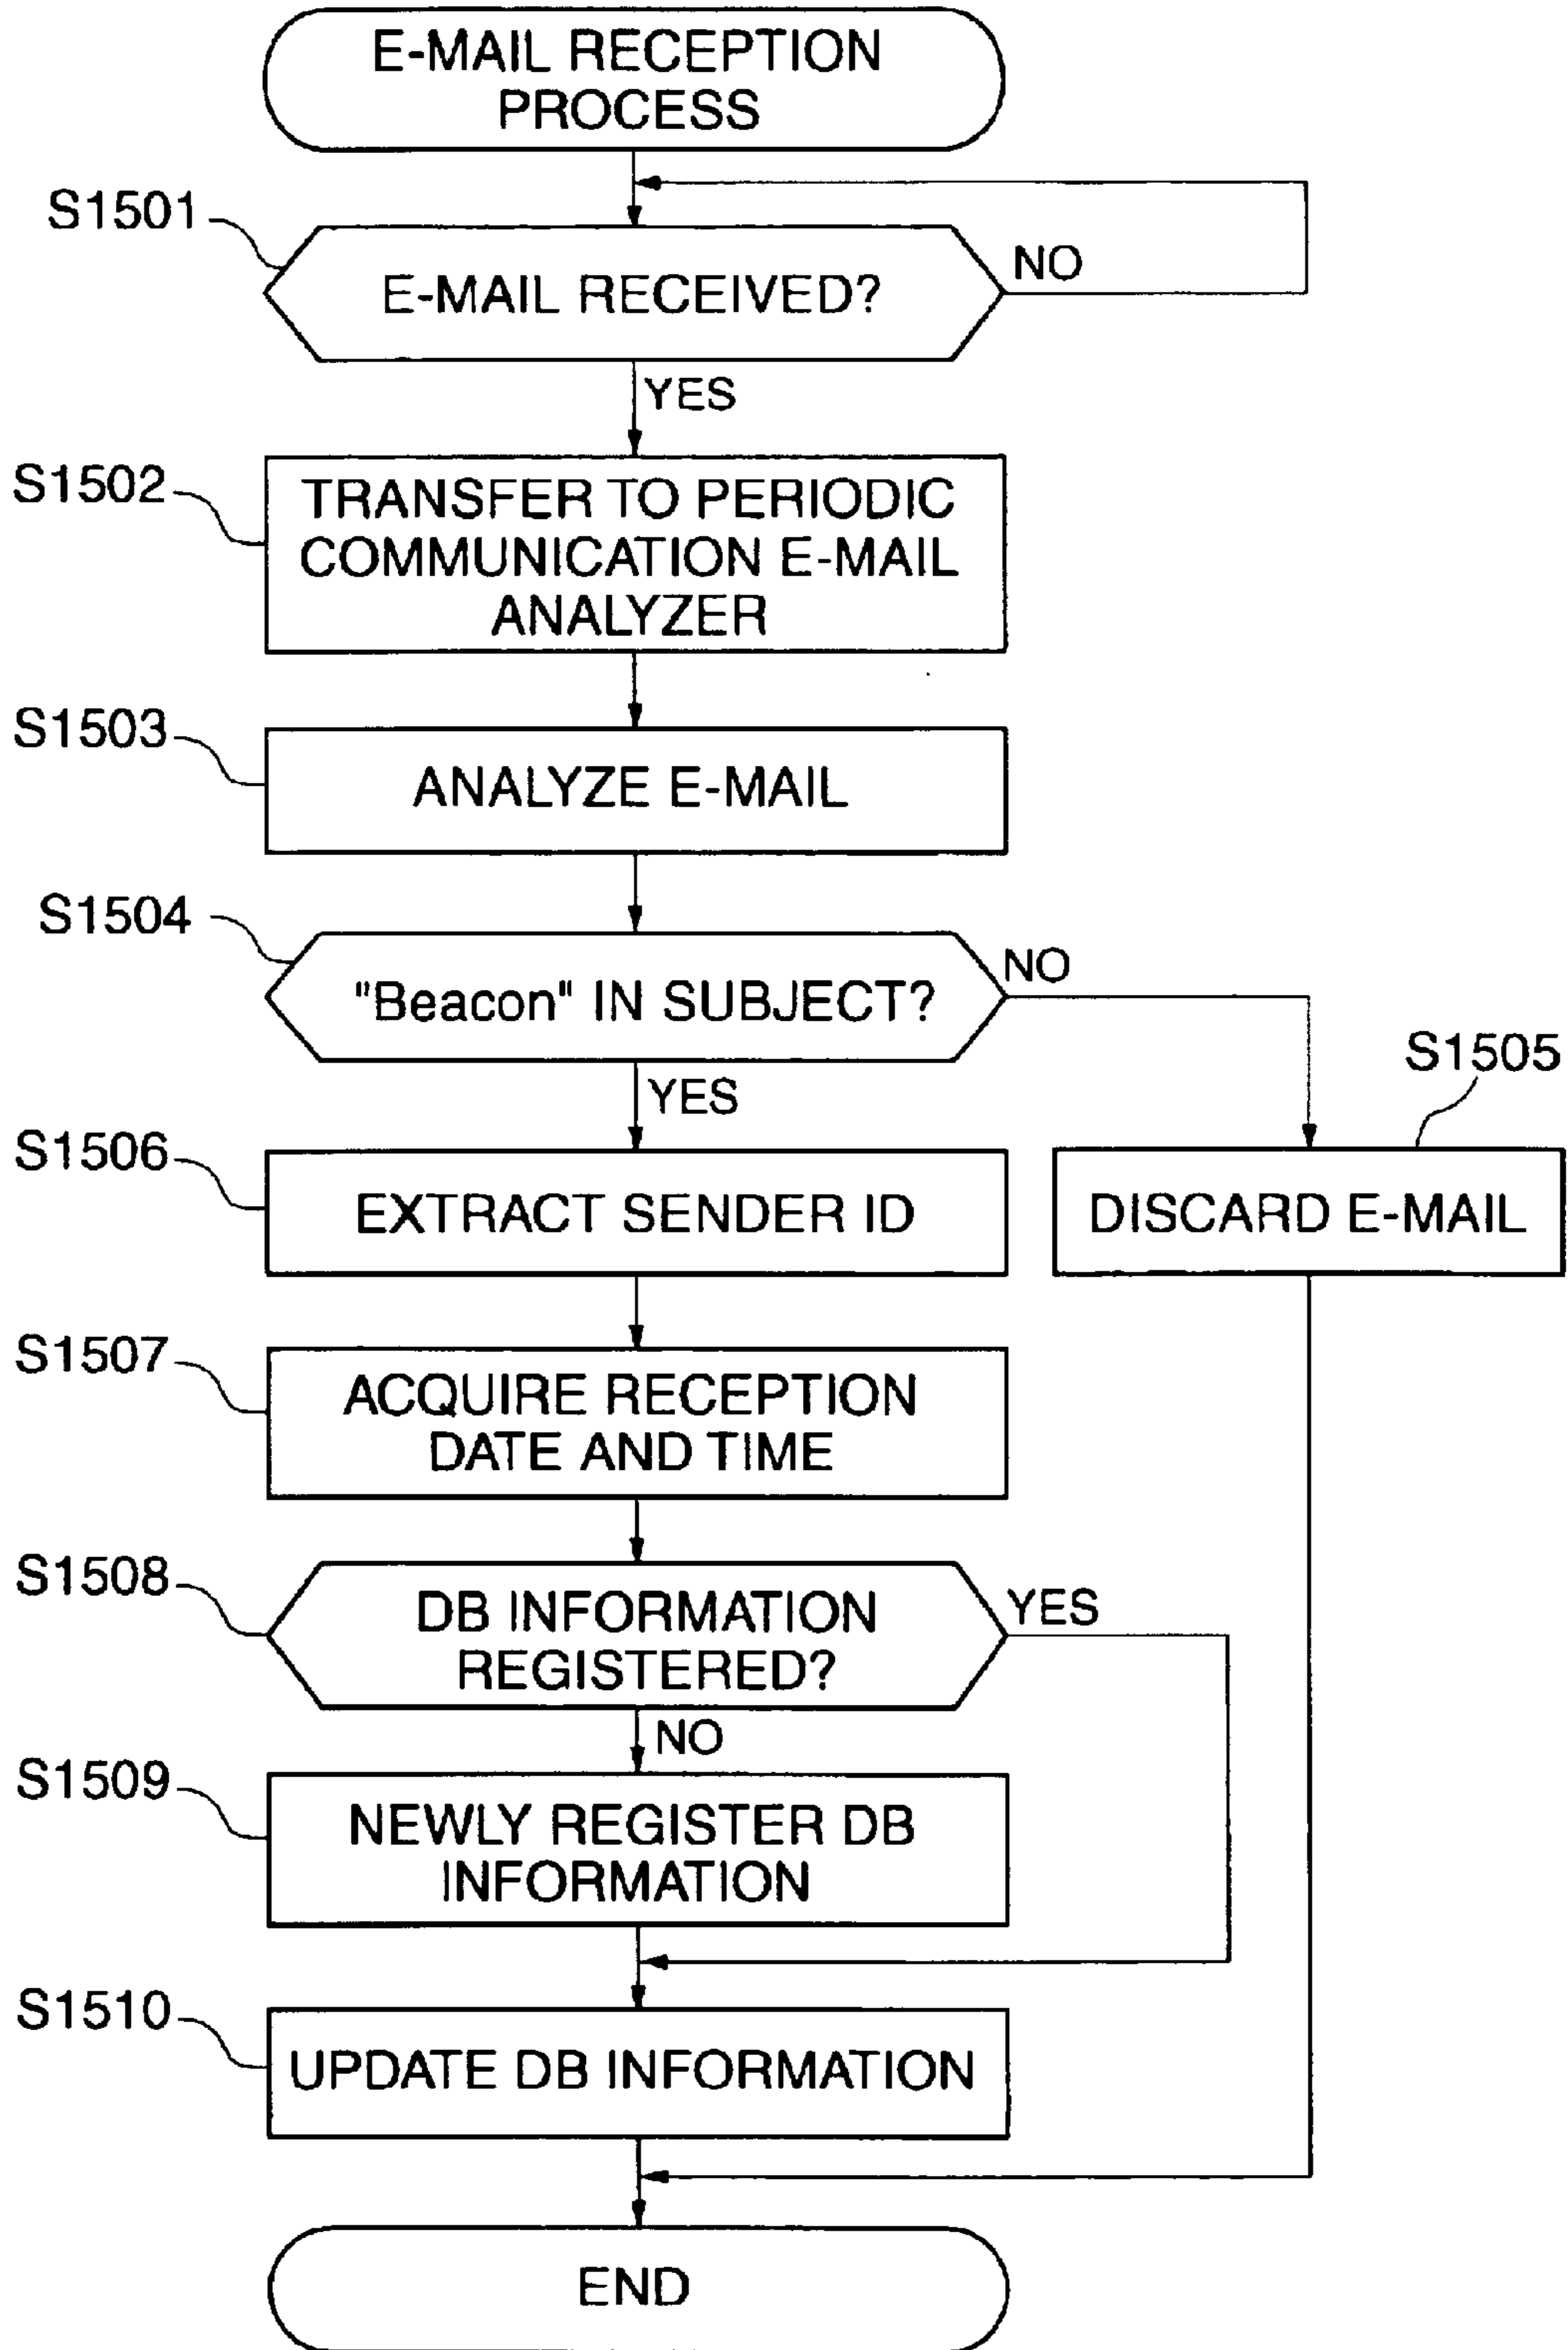 E-MAIL RECEPTION
PROCESS
S1501
E-MAIL RECEIVED?
NO
YES
S1502
TRANSFER TO PERIODIC
COMMUNICATION E-MAIL
ANALYZER
S1503
ANALYZE E-MAIL
S1504
"Beacon" IN SUBJECT?
NO
YES
S1505
DISCARD E-MAIL
S1506
EXTRACT SENDER ID
S1507
ACQUIRE RECEPTION
DATE AND TIME
S1508
DB INFORMATION
REGISTERED?
YES
NO
S1509
NEWLY REGISTER DB
INFORMATION
S1510
UPDATE DB INFORMATION
END